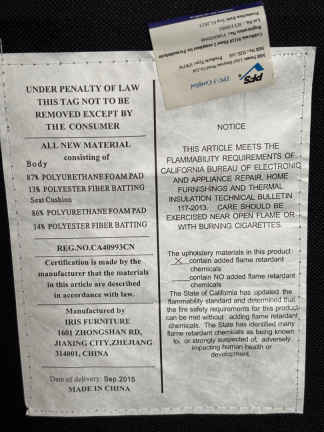 UNDER PENALTY OF LAW
THIS TAG NOT TO BE
REMOVED EXCEPT BY
THE CONSUMER
ALL NEW MATERIAL
consisting of
Body
87% POLYURETHANE FOAM PAD
13% POLYESTER FIBER BATTING
Seat Cushion
86% POLYURETHANE FOAM PAD
14% POLYESTER FIBER BATTING
REG.NO.CA40993CN
Certification is made by the
manufacturer that the materials
in this article are described
in accordance with law.
Manufactured by
IRIS FURNITURE
1601 ZHONGSHAN RD,
JIAXING CITY,ZHEJIANG
314001, CHINA
Date of delivery: Sep.2015
MADE IN CHINA
PFS
NOTICE
THIS ARTICLE MEETS THE
FLAMMABILITY REQUIREMENTS OF
CALIFORNIA BUREAU OF ELECTRONIC
AND APPLIANCE REPAIR, HOME
FURNISHINGS AND THERMAL
INSULATION TECHNICAL BULLETIN
117-2013. CARE SHOULD BE
EXERCISED NEAR OPEN FLAME OR
WITH BURNING CIGARETTES.
The upholstery materials in this product:
X contain added flame retardant
chemicals
contain NO added flame retardant
chemicals
The State of California has updated the
flammability standard and determined that
the fire safety requirements for this product
can be met without adding flame retardant
chemicals. The State has identified many
flame retardant chemicals as being known
to, or strongly suspected of, adversely
impacting human health or
development.